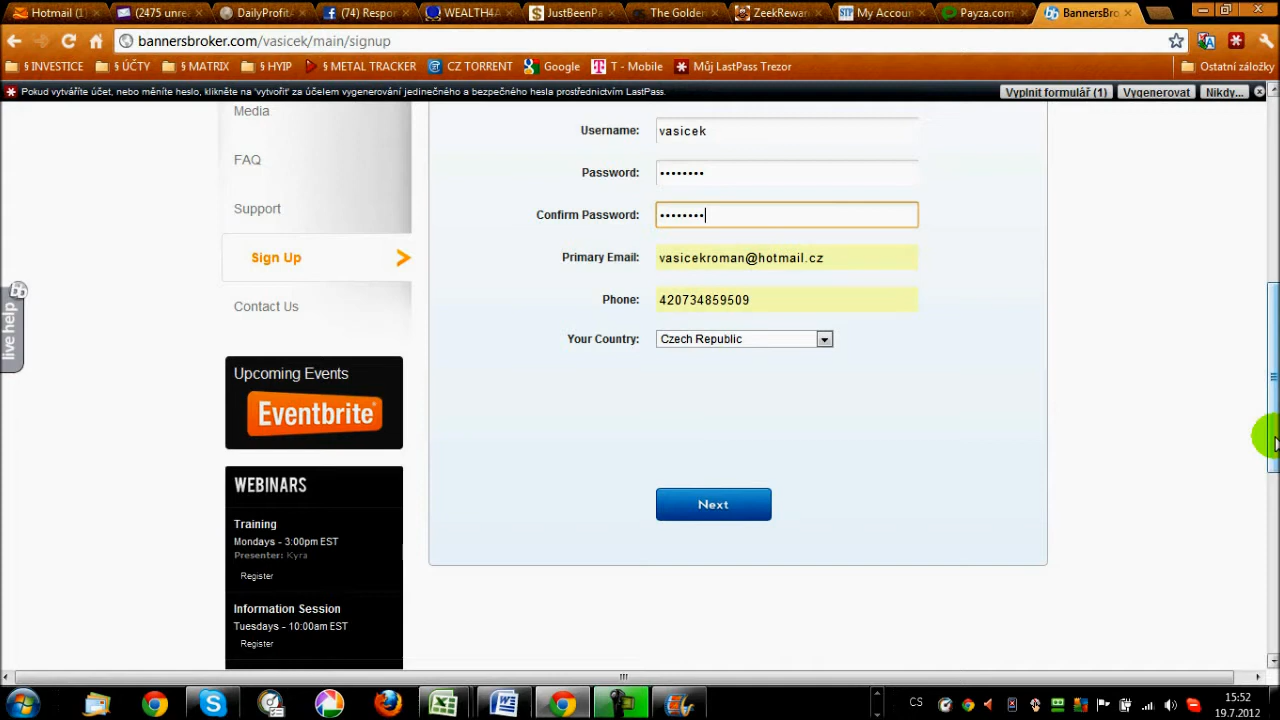 Hotmail (1)
(2475 unre
DailyProfitA
(74) Respor
WEALTH4A
JustBeenPa
The Golden
ZeekRewar
My Accoun
Payza.com
BannersBro
bannersbroker.com/vasicek/main/signup
§ INVESTICE
§ ÚČTY
§ MATRIX
§ HYIP
§ METAL TRACKER
CZ TORRENT
Google
T - Mobile
Můj LastPass Trezor
Ostatní záložky
Pokud vytváříte účet, nebo měníte heslo, klikněte na 'vytvořit' za účelem vygenerování jedinečného a bezpečného hesla prostřednictvím LastPass.
Vyplnit formulář (1)
Vygenerovat
Nikdy...
Media
FAQ
Support
Sign Up
Contact Us
live help
Username: vasicek
Password: ••••••••
Confirm Password: ••••••••
Primary Email: vasicekroman@hotmail.cz
Phone: 420734859509
Your Country: Czech Republic
Next
Upcoming Events
Eventbrite
WEBINARS
Training
Mondays - 3:00pm EST
Presenter: Kyra
Register
Information Session
Tuesdays - 10:00am EST
Register
CS
15:52
19.7.2012